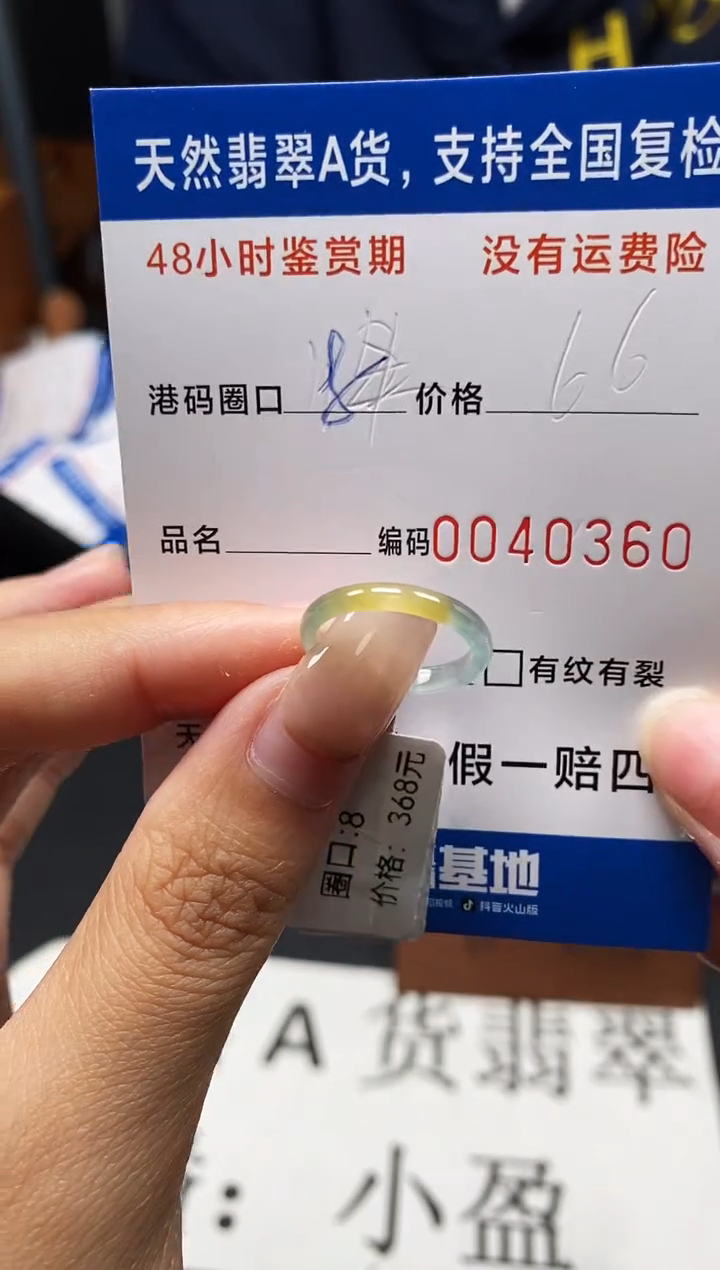 天然翡翠A货，支持全国复检
48小时鉴赏期 没有运费险
港码圈口 8 价格 66
品名 编码0040360
有纹有裂
天
假一赔四
圈口:8
价格: 368元
基地
抖音火山版
A货翡翠
: 小盈